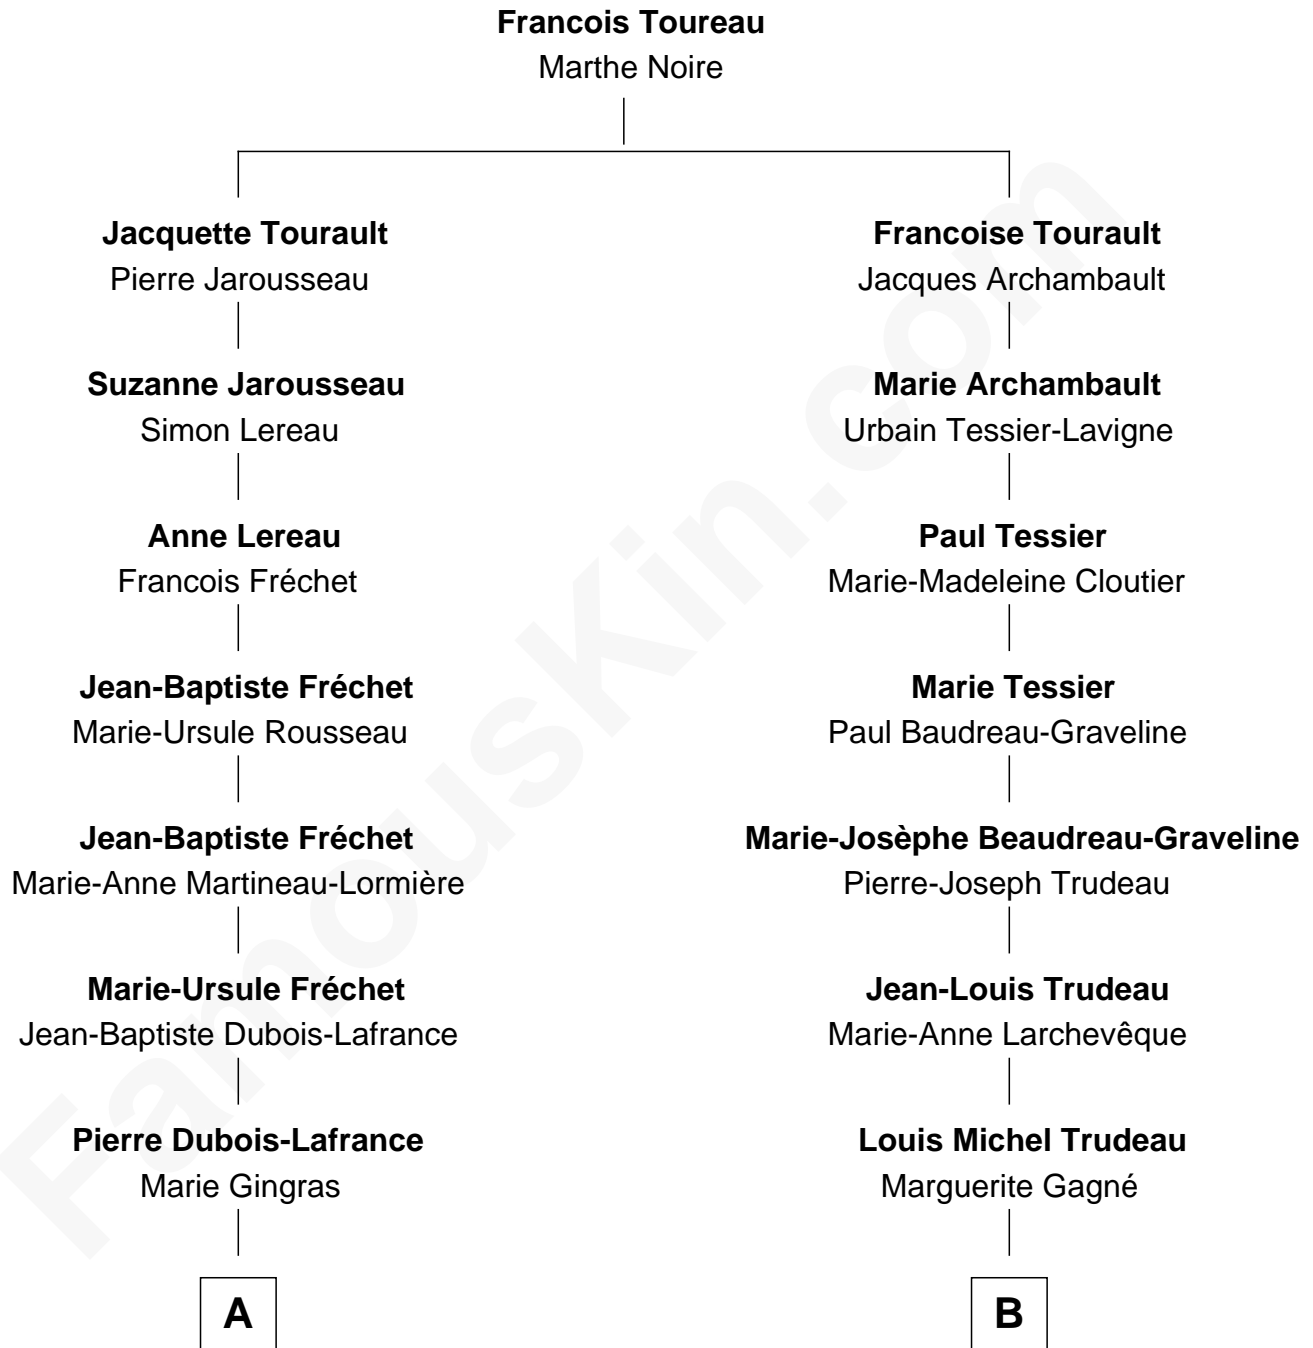 Francois Toureau
Marthe Noire
Jacquette Tourault
Pierre Jarousseau
Francoise Tourault
Jacques Archambault
Suzanne Jarousseau
Simon Lereau
Marie Archambault
Urbain Tessier-Lavigne
Anne Lereau
Francois Fréchet
Paul Tessier
Marie-Madeleine Cloutier
Jean-Baptiste Fréchet
Marie-Ursule Rousseau
Marie Tessier
Paul Baudreau-Graveline
Jean-Baptiste Fréchet
Marie-Anne Martineau-Lormière
Marie-Josèphe Beaudreau-Graveline
Pierre-Joseph Trudeau
Marie-Ursule Fréchet
Jean-Baptiste Dubois-Lafrance
Jean-Louis Trudeau
Marie-Anne Larchevêque
Pierre Dubois-Lafrance
Marie Gingras
Louis Michel Trudeau
Marguerite Gagné
A
B
FamousKin.com